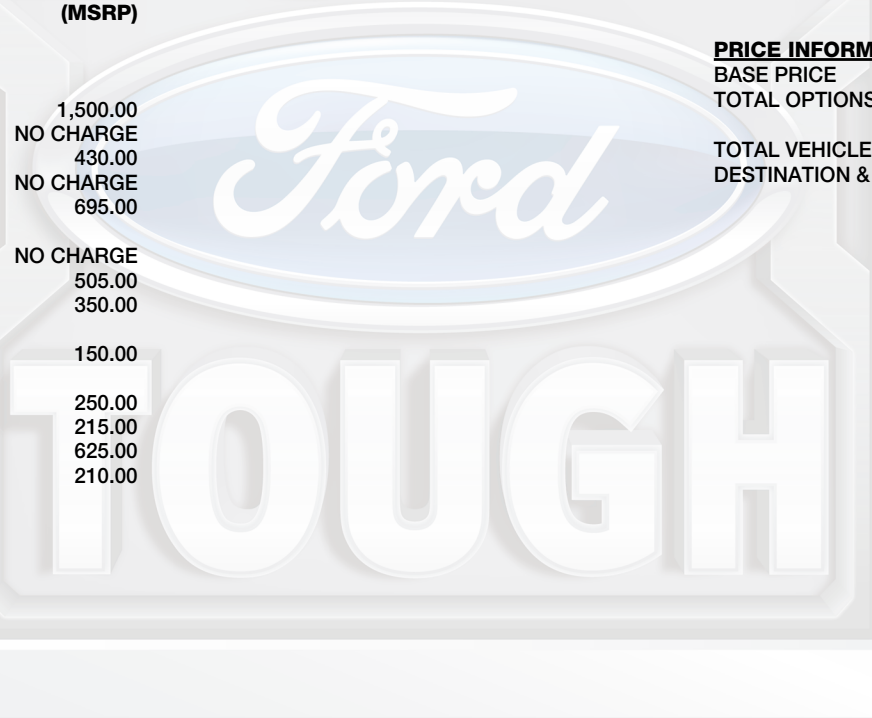 (MSRP)
1,500.00
NO CHARGE
430.00
NO CHARGE
695.00
NO CHARGE
505.00
350.00
150.00
250.00
215.00
625.00
210.00
PRICE INFORM
BASE PRICE
TOTAL OPTIONS
TOTAL VEHICLE
DESTINATION &
Ford
TOUGH